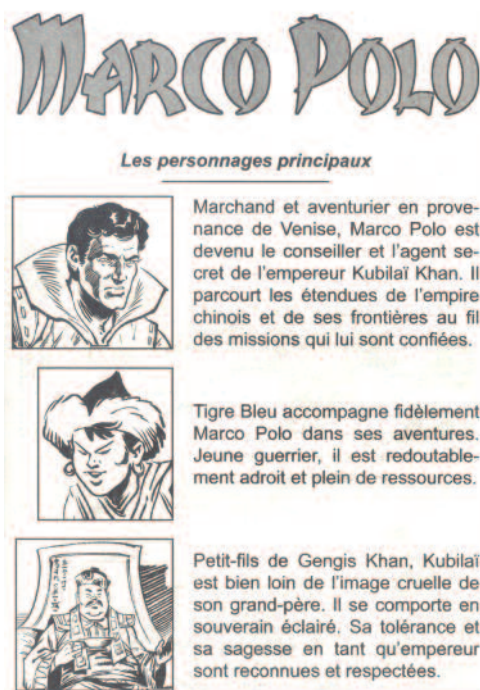 MARCO POLO
Les personnages principaux
Marchand et aventurier en prove-
nance de Venise, Marco Polo est
devenu le conseiller et l'agent se-
cret de l'empereur Kubilaï Khan. Il
parcourt les étendues de l'empire
chinois et de ses frontières au fil
des missions qui lui sont confiées.
Tigre Bleu accompagne fidèlement
Marco Polo dans ses aventures.
Jeune guerrier, il est redoutable-
ment adroit et plein de ressources.
Petit-fils de Gengis Khan, Kubilaï
est bien loin de l'image cruelle de
son grand-père. Il se comporte en
souverain éclairé. Sa tolérance et
sa sagesse en tant qu'empereur
sont reconnues et respectées.